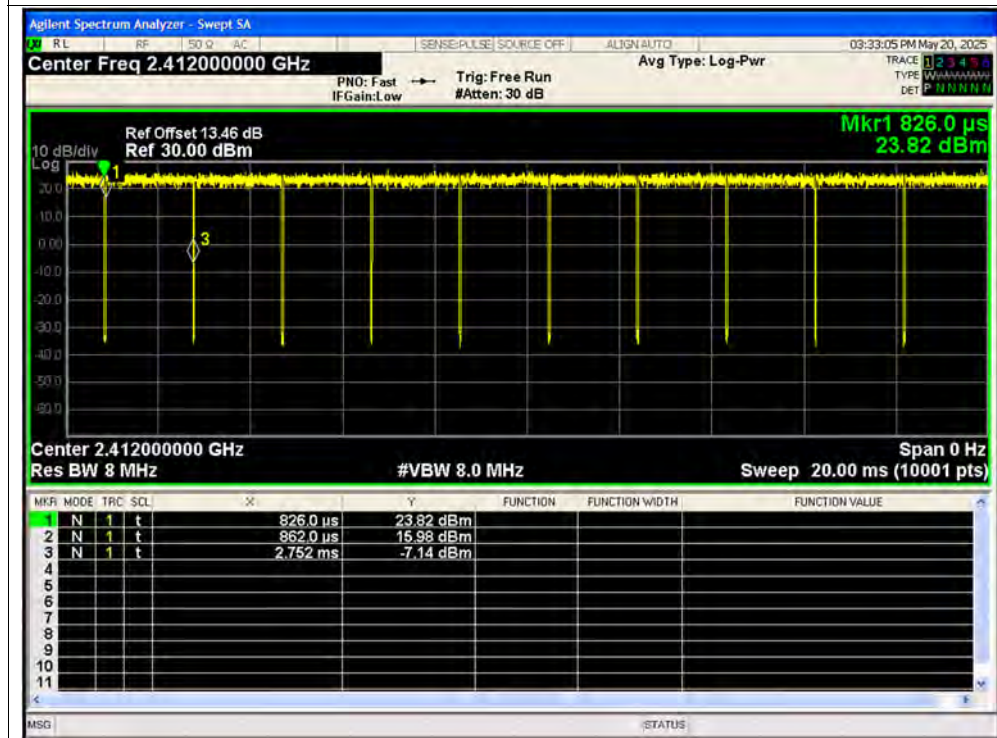 Agilent Spectrum Analyzer - Swept SA
RL RF 50 Ω AC SENSE:PULSE SOURCE OFF ALIGN AUTO 03:33:05 PM May 20, 2025
Center Freq 2.412000000 GHz
PNO: Fast
IFGain:Low
Trig: Free Run
#Atten: 30 dB
Avg Type: Log-Pwr
TRACE 1 2 3 4 5 6
TYPE W
DET P N N N N N
Mkr1 826.0 µs
23.82 dBm
Ref Offset 13.46 dB
10 dB/div Ref 30.00 dBm
Log
1
20.0
10.0
3
0.00
-10.0
-20.0
-30.0
-40.0
-50.0
-60.0
Center 2.412000000 GHz Span 0 Hz
Res BW 8 MHz #VBW 8.0 MHz Sweep 20.00 ms (10001 pts)
MKR MODE TRC SCL X Y FUNCTION FUNCTION WIDTH FUNCTION VALUE
1 N 1 t 826.0 µs 23.82 dBm
2 N 1 t 862.0 µs 15.98 dBm
3 N 1 t 2.752 ms -7.14 dBm
4
5
6
7
8
9
10
11
MSG STATUS